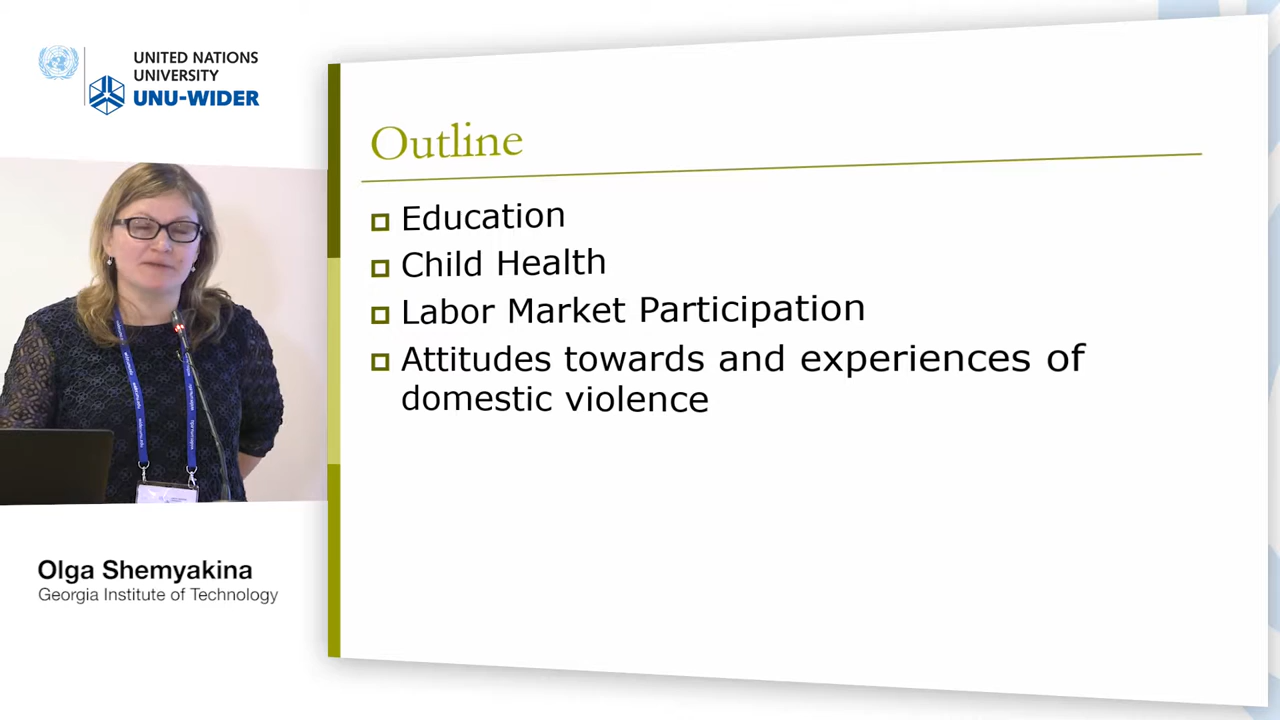 UNITED NATIONS
UNIVERSITY
UNU-WIDER
Outline
Education
Child Health
Labor Market Participation
Attitudes towards and experiences of
domestic violence
Olga Shemyakina
Georgia Institute of Technology